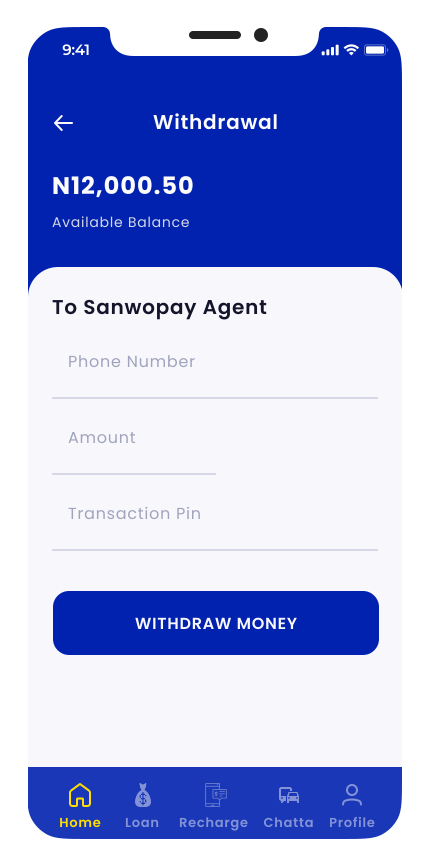 9:41
Withdrawal
N12,000.50
Available Balance
To Sanwopay Agent
Phone Number
Amount
Transaction Pin
WITHDRAW MONEY
Home Loan Recharge Chatta Profile